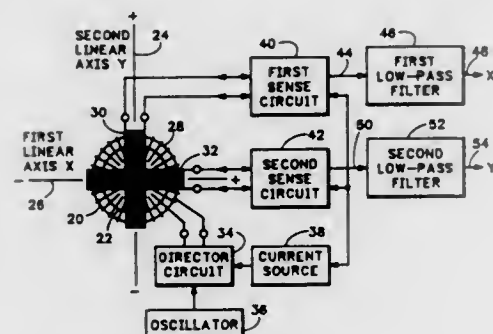 +
SECOND
LINEAR
AXIS Y
24
40
FIRST
SENSE
CIRCUIT
44
46
FIRST
LOW-PASS
FILTER
48
X
30
28
FIRST
LINEAR
AXIS X
32
42
SECOND
SENSE
CIRCUIT
50
52
SECOND
LOW-PASS
FILTER
54
Y
-
+
26
20
22
34
DIRECTOR
CIRCUIT
38
CURRENT
SOURCE
-
OSCILLATOR
36